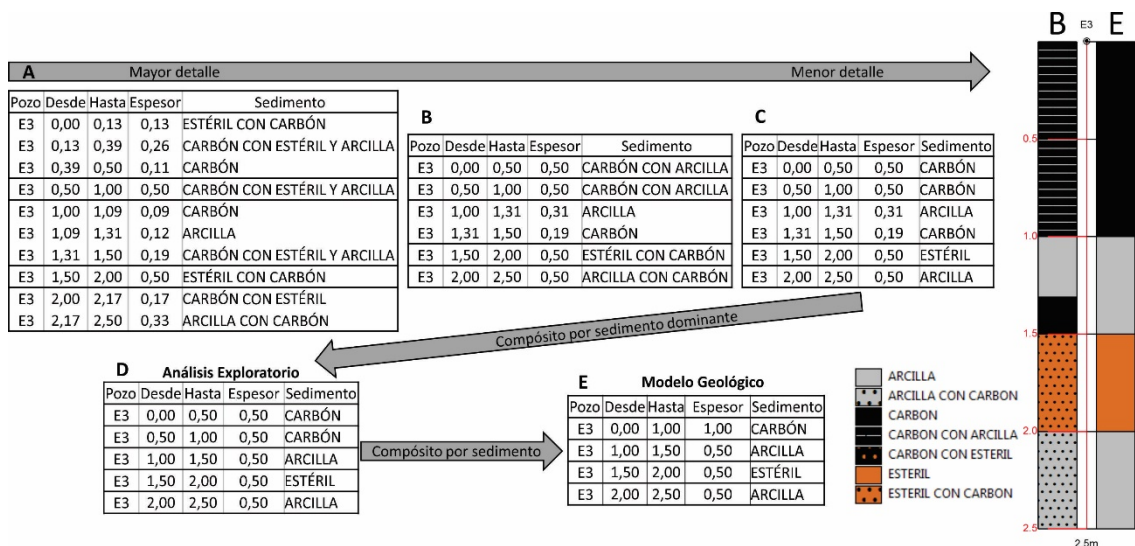 A
Mayor detalle
Menor detalle
Pozo Desde Hasta Espesor Sedimento
E3 0,00 0,13 0,13 ESTÉRIL CON CARBÓN
E3 0,13 0,39 0,26 CARBÓN CON ESTÉRIL Y ARCILLA
E3 0,39 0,50 0,11 CARBÓN
E3 0,50 1,00 0,50 CARBÓN CON ESTÉRIL Y ARCILLA
E3 1,00 1,09 0,09 CARBÓN
E3 1,09 1,31 0,12 ARCILLA
E3 1,31 1,50 0,19 CARBÓN CON ESTÉRIL Y ARCILLA
E3 1,50 2,00 0,50 ESTÉRIL CON CARBÓN
E3 2,00 2,17 0,17 CARBÓN CON ESTÉRIL
E3 2,17 2,50 0,33 ARCILLA CON CARBÓN
B
Pozo Desde Hasta Espesor Sedimento
E3 0,00 0,50 0,50 CARBÓN CON ARCILLA
E3 0,50 1,00 0,50 CARBÓN CON ARCILLA
E3 1,00 1,31 0,31 ARCILLA
E3 1,31 1,50 0,19 CARBÓN
E3 1,50 2,00 0,50 ESTÉRIL CON CARBÓN
E3 2,00 2,50 0,50 ARCILLA CON CARBÓN
C
Pozo Desde Hasta Espesor Sedimento
E3 0,00 0,50 0,50 CARBÓN
E3 0,50 1,00 0,50 CARBÓN
E3 1,00 1,31 0,31 ARCILLA
E3 1,31 1,50 0,19 CARBÓN
E3 1,50 2,00 0,50 ESTÉRIL
E3 2,00 2,50 0,50 ARCILLA
Compósito por sedimento dominante
D
Análisis Exploratorio
Pozo Desde Hasta Espesor Sedimento
E3 0,00 0,50 0,50 CARBÓN
E3 0,50 1,00 0,50 CARBÓN
E3 1,00 1,50 0,50 ARCILLA
E3 1,50 2,00 0,50 ESTÉRIL
E3 2,00 2,50 0,50 ARCILLA
Compósito por sedimento
E
Modelo Geológico
Pozo Desde Hasta Espesor Sedimento
E3 0,00 1,00 1,00 CARBÓN
E3 1,00 1,50 0,50 ARCILLA
E3 1,50 2,00 0,50 ESTÉRIL
E3 2,00 2,50 0,50 ARCILLA
ARCILLA
ARCILLA CON CARBON
CARBON
CARBON CON ARCILLA
CARBON CON ESTERIL
ESTERIL
ESTERIL CON CARBON
B E3 E
0.5
1.0
1.5
2.0
2.5
2.5m